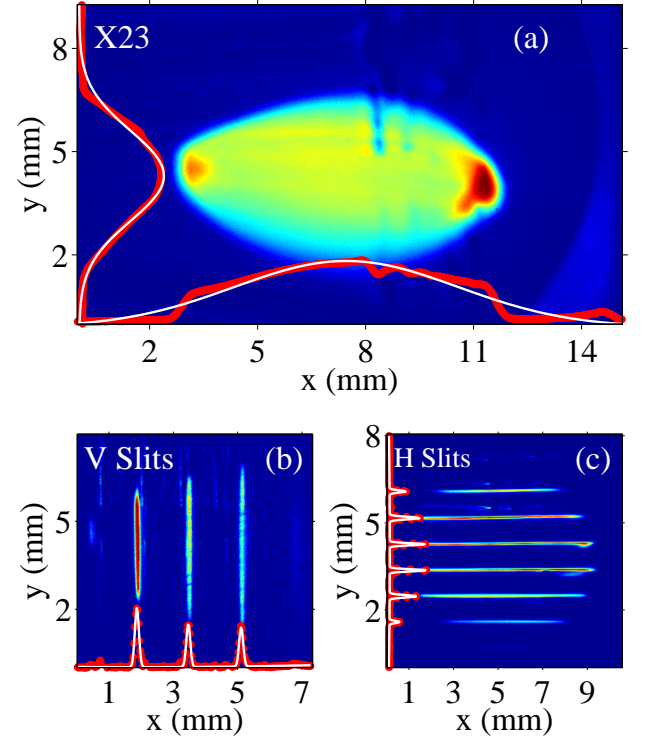 X23 (a)
8
5
2
y (mm)
2 5 8 11 14
x (mm)
V Slits (b)
5
2
y (mm)
1 3 5 7
x (mm)
H Slits (c)
8
5
2
y (mm)
1 3 5 7 9
x (mm)